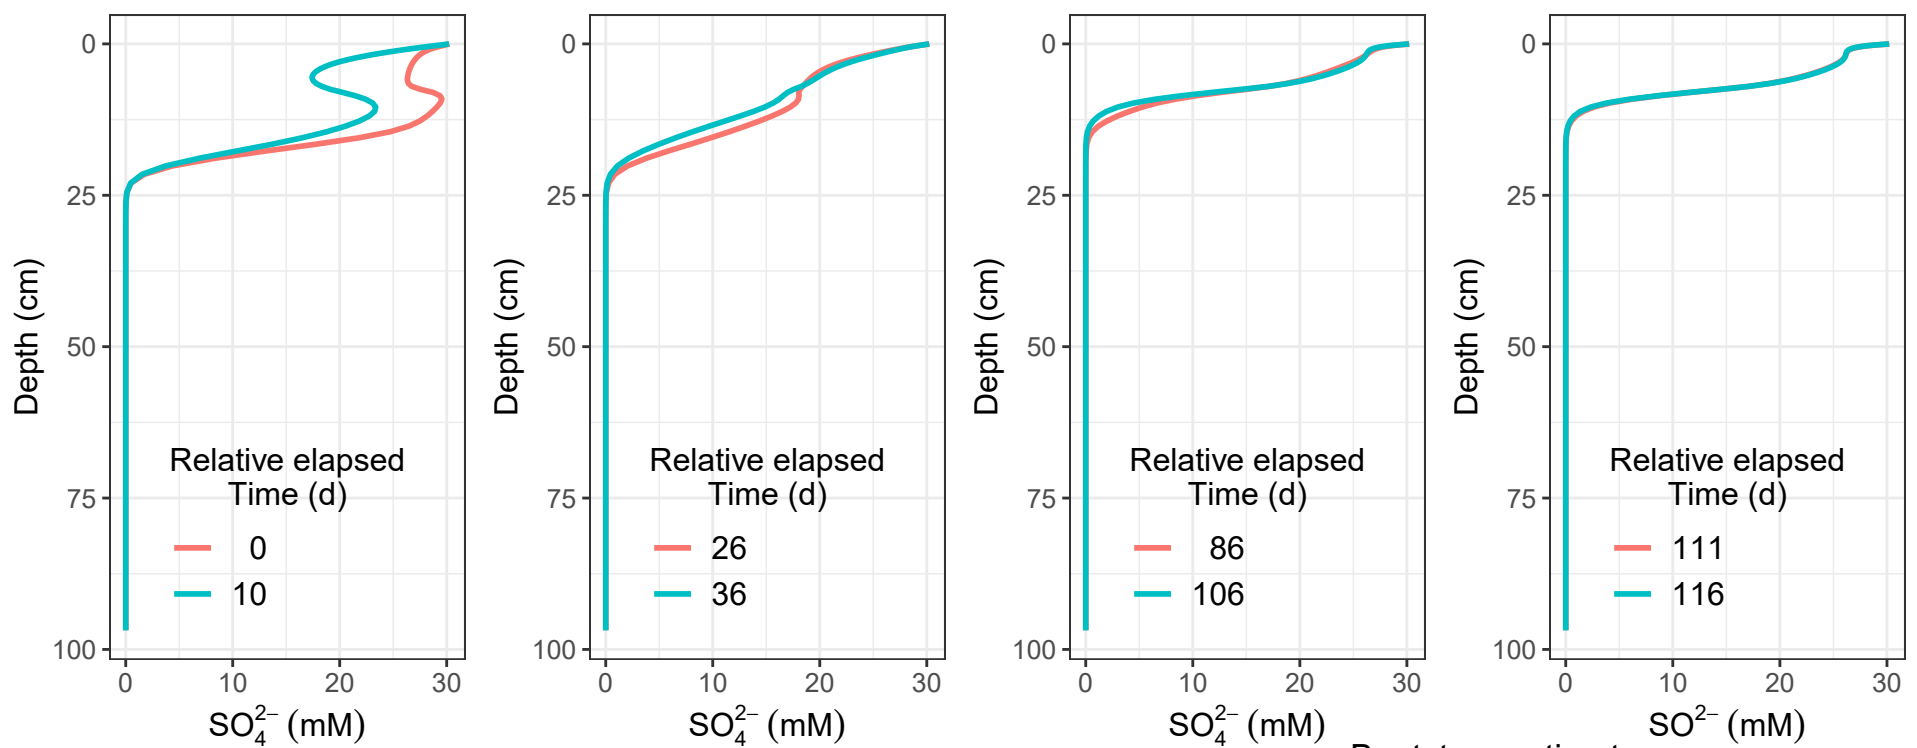 0
25
50
75
100
Depth (cm)
Relative elapsed
Time (d)
0
10
0 10 20 30
SO₄²⁻ (mM)
0
25
50
75
100
Depth (cm)
Relative elapsed
Time (d)
26
36
0 10 20 30
SO₄²⁻ (mM)
0
25
50
75
100
Depth (cm)
Relative elapsed
Time (d)
86
106
0 10 20 30
SO₄²⁻ (mM)
0
25
50
75
100
Depth (cm)
Relative elapsed
Time (d)
111
116
0 10 20 30
SO²⁻ (mM)